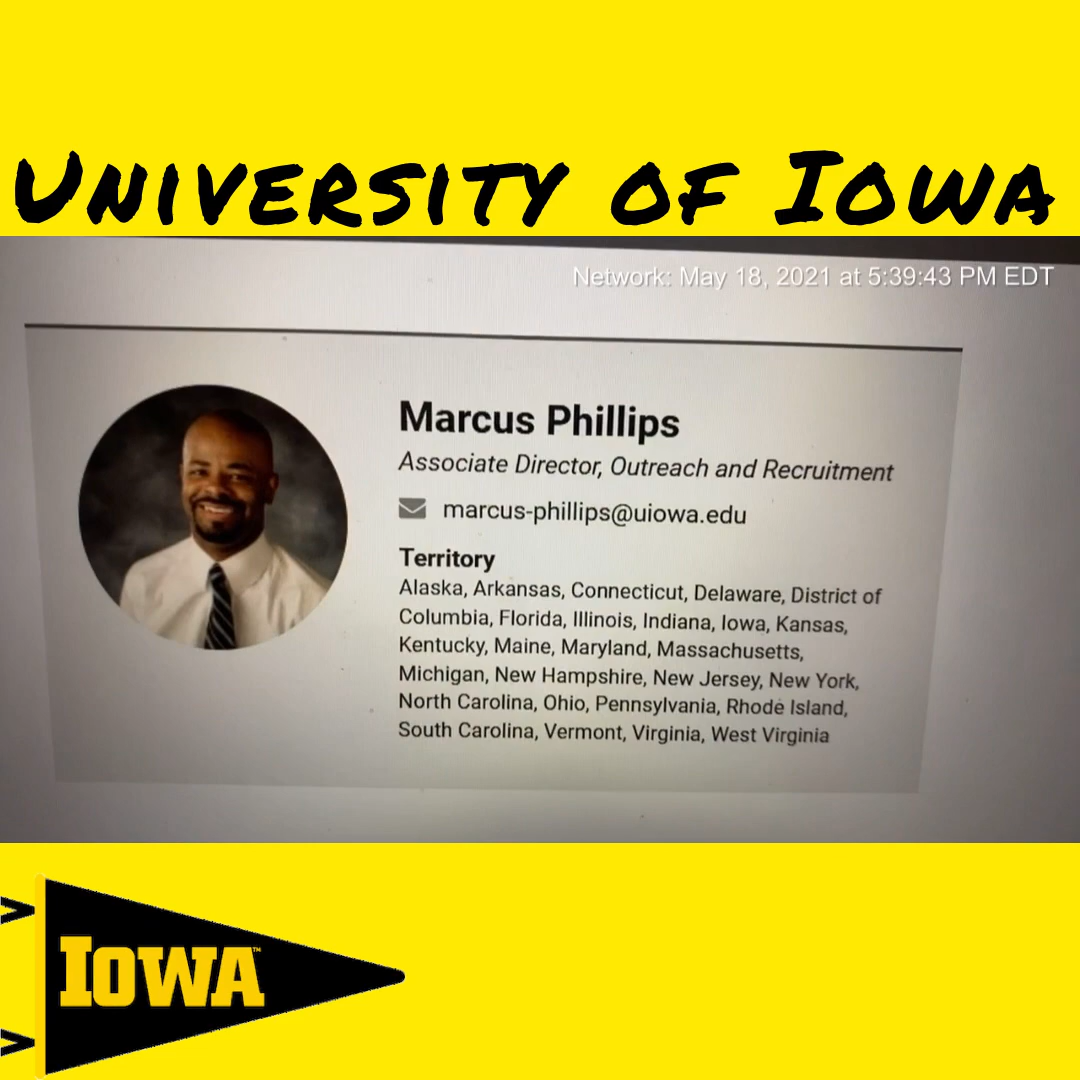 University of Iowa
Network: May 18, 2021 at 5:39:43 PM EDT
Marcus Phillips
Associate Director, Outreach and Recruitment
marcus-phillips@uiowa.edu
Territory
Alaska, Arkansas, Connecticut, Delaware, District of
Columbia, Florida, Illinois, Indiana, Iowa, Kansas,
Kentucky, Maine, Maryland, Massachusetts,
Michigan, New Hampshire, New Jersey, New York,
North Carolina, Ohio, Pennsylvania, Rhode Island,
South Carolina, Vermont, Virginia, West Virginia
IOWA™